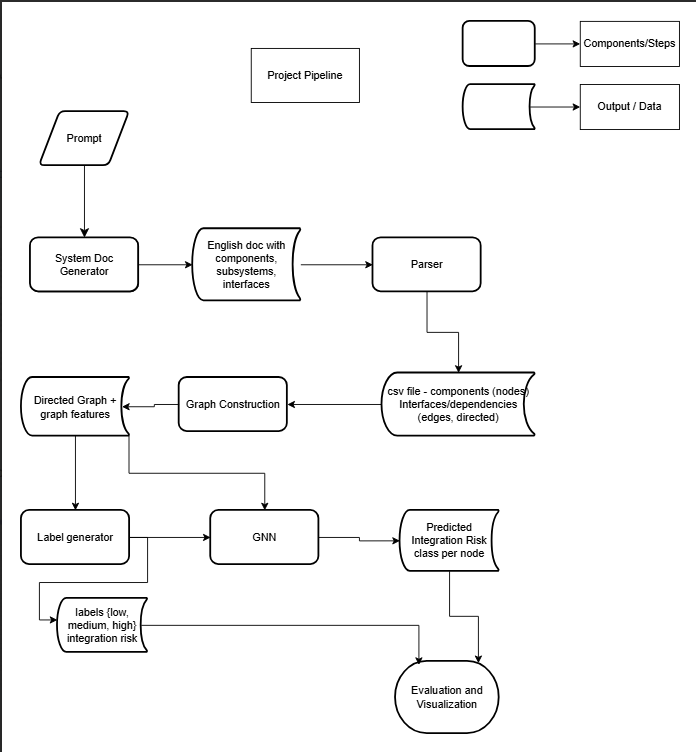 Components/Steps
Project Pipeline
Output / Data
Prompt
System Doc
Generator
English doc with
components,
subsystems,
interfaces
Parser
Directed Graph +
graph features
Graph Construction
csv file - components (nodes)
Interfaces/dependencies
(edges, directed)
Label generator
GNN
Predicted
Integration Risk
class per node
labels {low,
medium, high}
integration risk
Evaluation and
Visualization